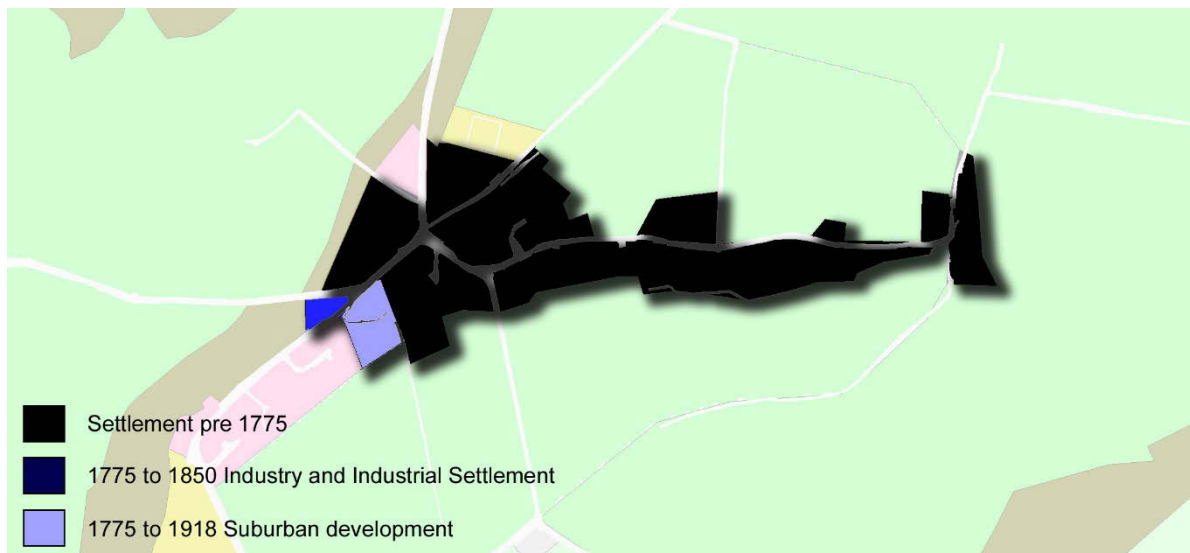 Settlement pre 1775
1775 to 1850 Industry and Industrial Settlement
1775 to 1918 Suburban development